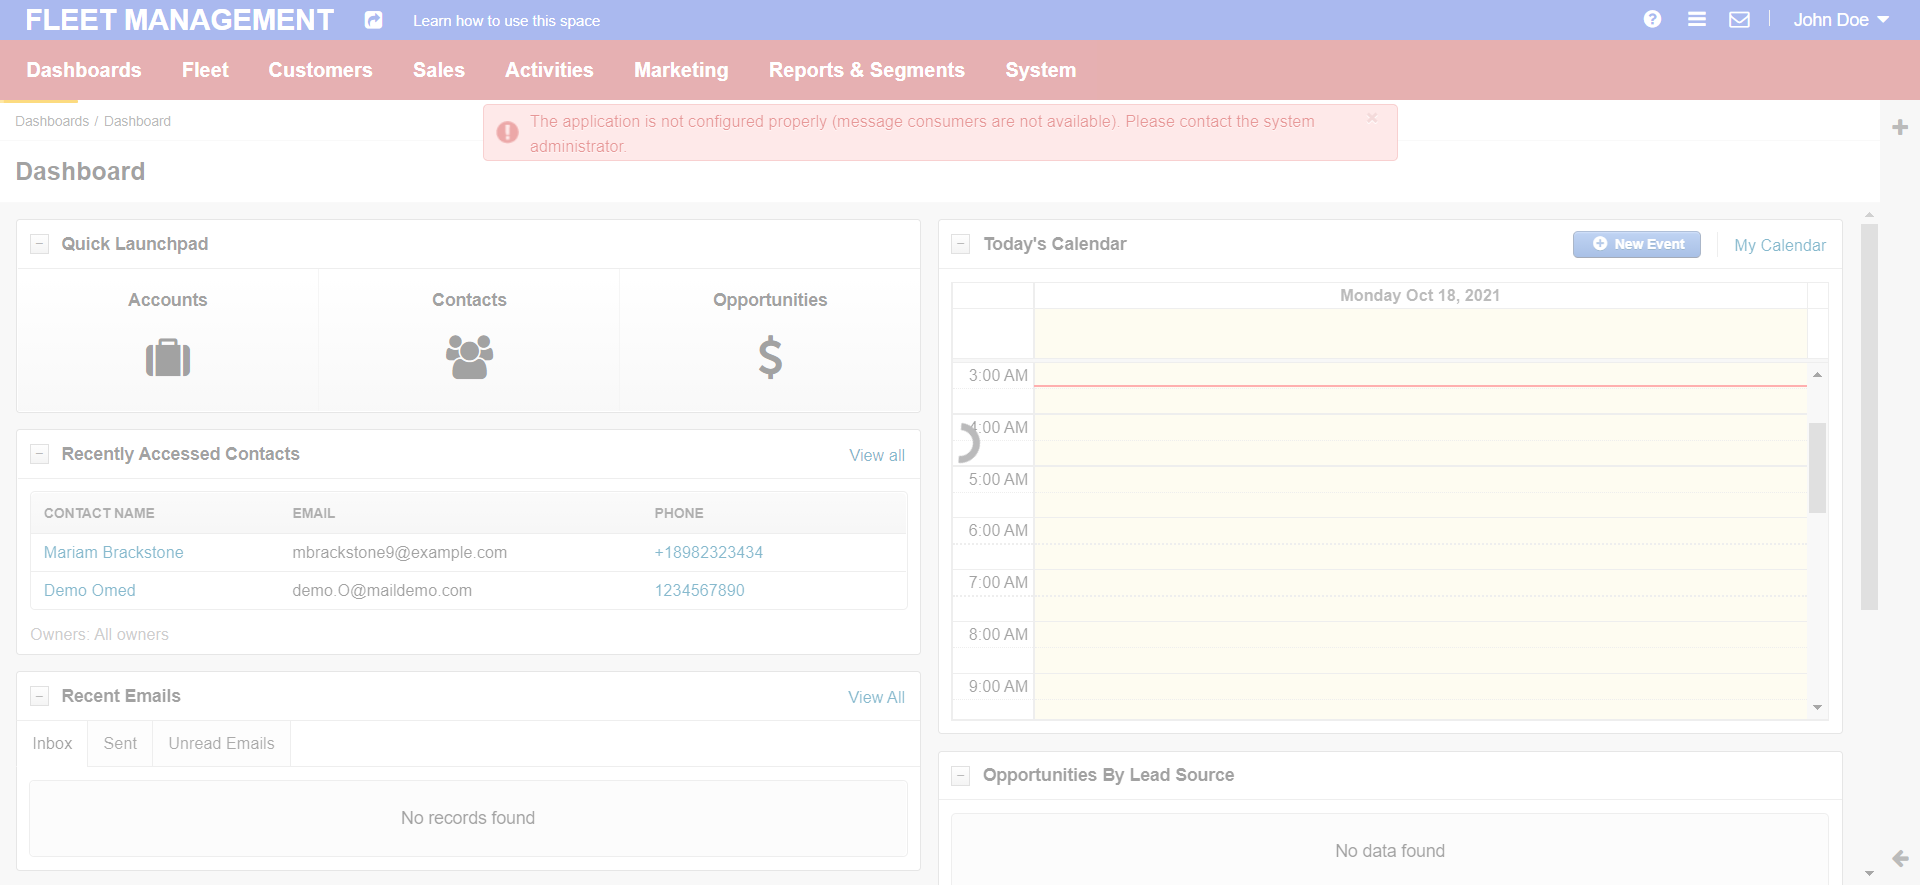 FLEET MANAGEMENT
Learn how to use this space
John Doe
Dashboards
Fleet
Customers
Sales
Activities
Marketing
Reports & Segments
System
Dashboards / Dashboard
The application is not configured properly (message consumers are not available). Please contact the system
administrator.
×
Dashboard
Quick Launchpad
Accounts
Contacts
Opportunities
Recently Accessed Contacts
View all
CONTACT NAME
EMAIL
PHONE
Mariam Brackstone
mbrackstone9@example.com
+18982323434
Demo Omed
demo.O@maildemo.com
1234567890
Owners: All owners
Recent Emails
View All
Inbox
Sent
Unread Emails
No records found
Today's Calendar
New Event
My Calendar
Monday Oct 18, 2021
3:00 AM
4:00 AM
5:00 AM
6:00 AM
7:00 AM
8:00 AM
9:00 AM
Opportunities By Lead Source
No data found